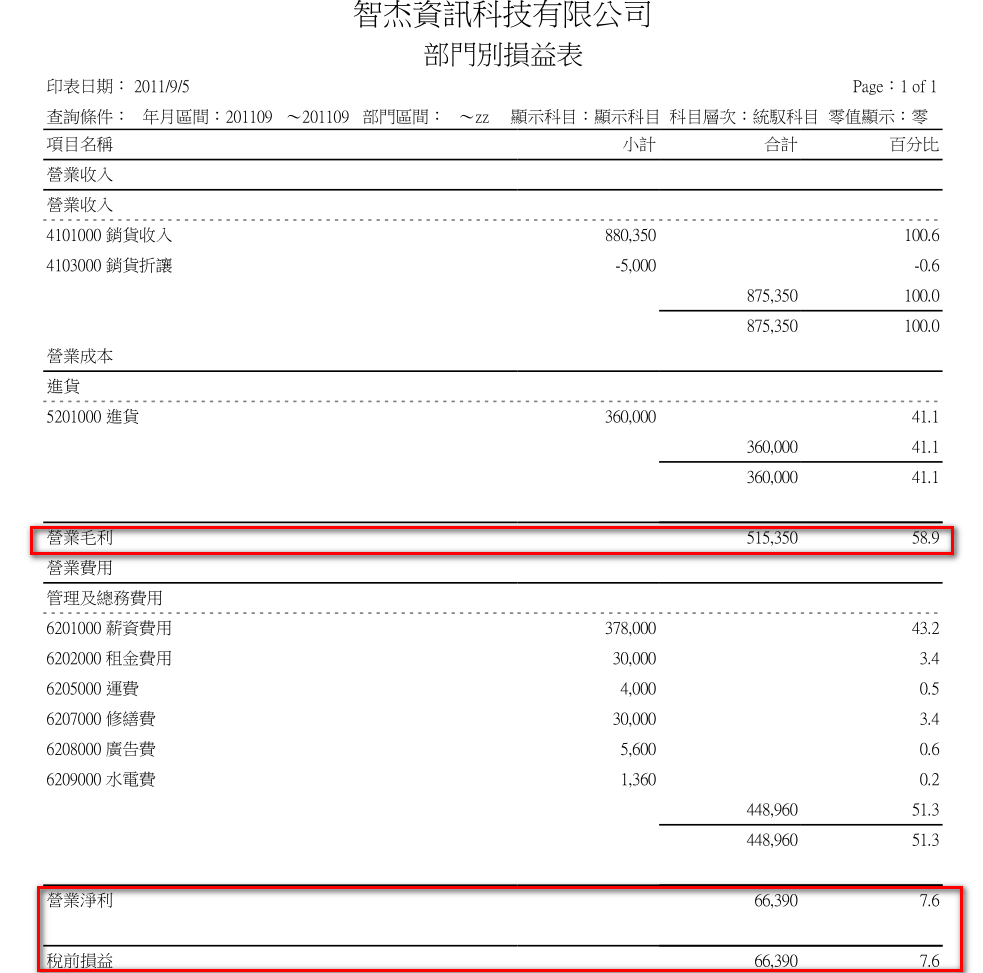 智杰資訊科技有限公司
部門別損益表
印表日期： 2011/9/5 Page：1 of 1
查詢條件： 年月區間：201109 ～201109 部門區間： ～zz 顯示科目：顯示科目 科目層次：統馭科目 零值顯示：零
項目名稱 小計 合計 百分比
營業收入
營業收入
4101000 銷貨收入 880,350 100.6
4103000 銷貨折讓 -5,000 -0.6
875,350 100.0
875,350 100.0
營業成本
進貨
5201000 進貨 360,000 41.1
360,000 41.1
360,000 41.1
營業毛利 515,350 58.9
營業費用
管理及總務費用
6201000 薪資費用 378,000 43.2
6202000 租金費用 30,000 3.4
6205000 運費 4,000 0.5
6207000 修繕費 30,000 3.4
6208000 廣告費 5,600 0.6
6209000 水電費 1,360 0.2
448,960 51.3
448,960 51.3
營業淨利 66,390 7.6
稅前損益 66,390 7.6